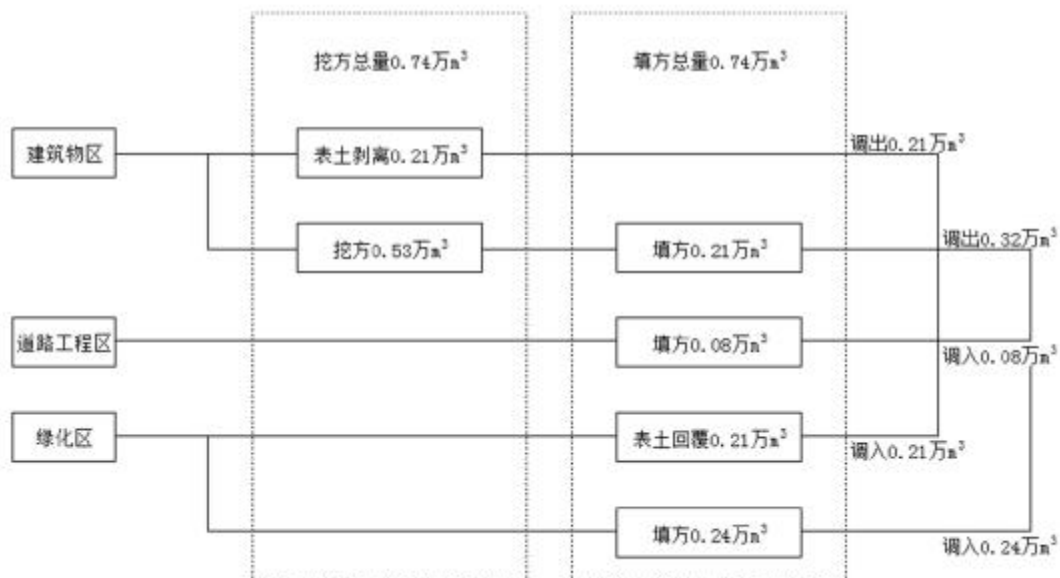 挖方总量0.74万m³
填方总量0.74万m³
建筑物区
表土剥离0.21万m³
调出0.21万m³
挖方0.53万m³
填方0.21万m³
调出0.32万m³
道路工程区
填方0.08万m³
调入0.08万m³
绿化区
表土回覆0.21万m³
调入0.21万m³
填方0.24万m³
调入0.24万m³